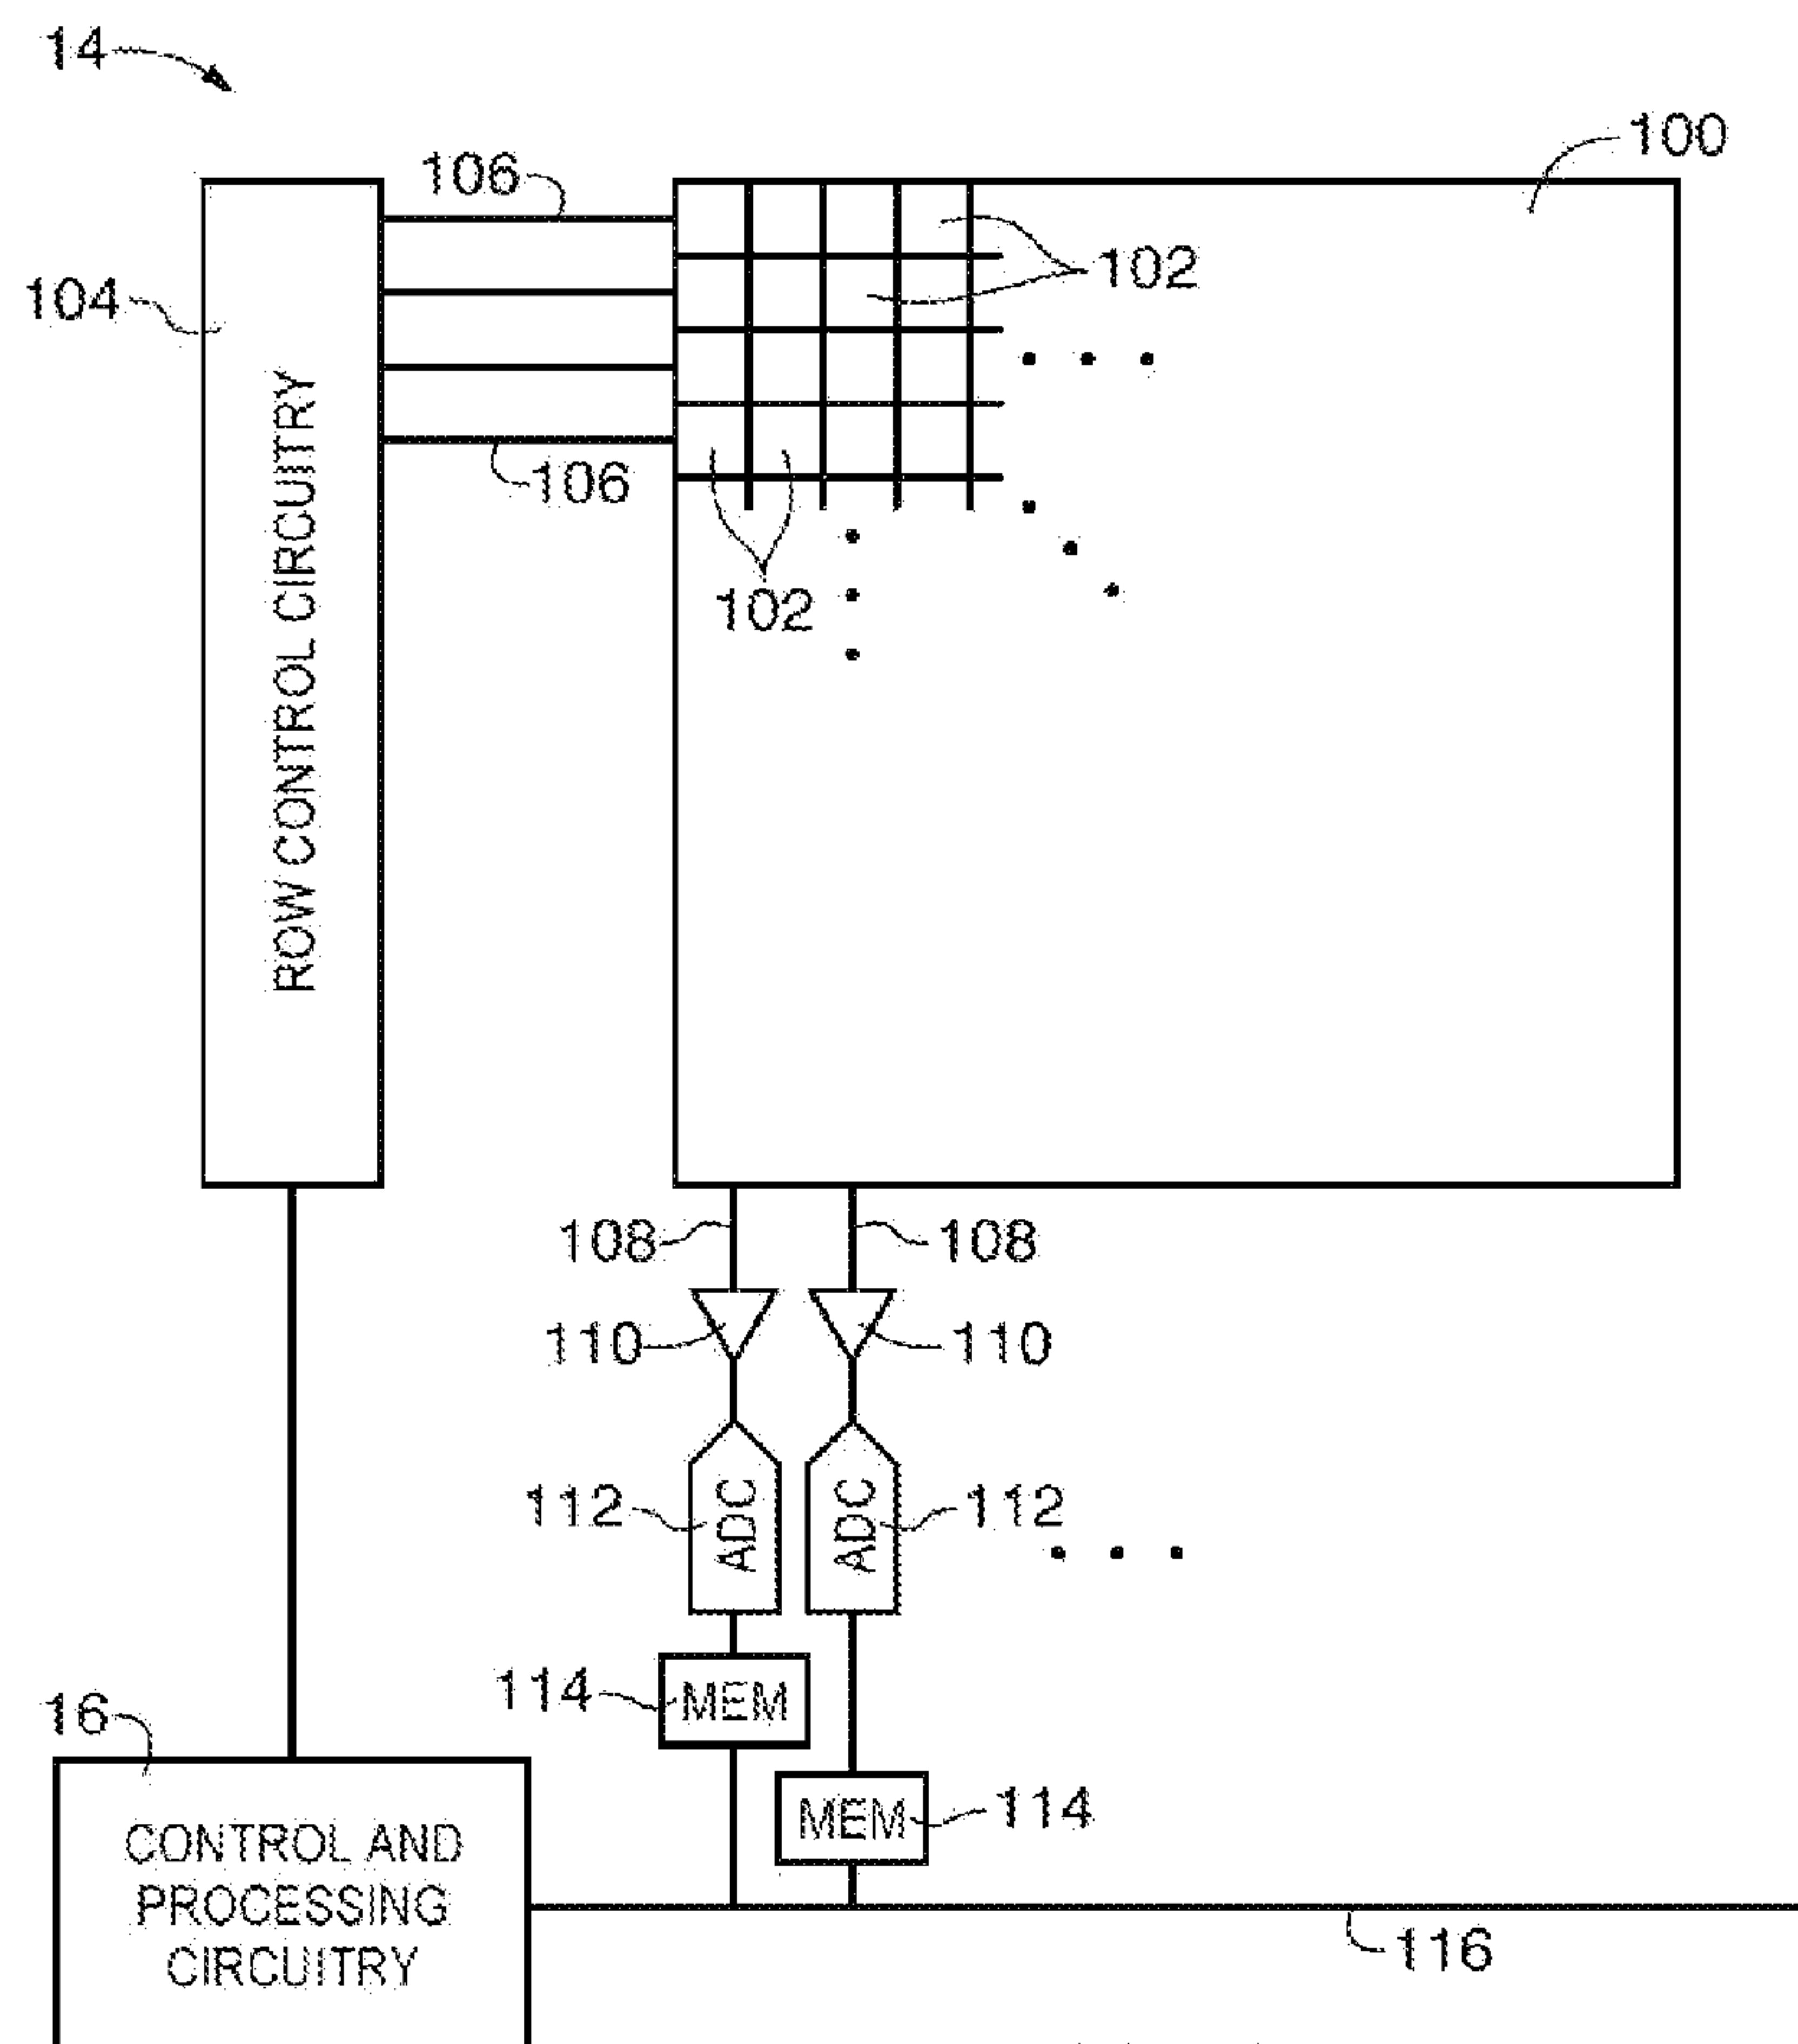 14
100
106
102
104
ROW CONTROL CIRCUITRY
106
102
108
108
110
110
112
ADC
ADC
112
114
MEM
16
MEM
114
CONTROL AND
PROCESSING
CIRCUITRY
116